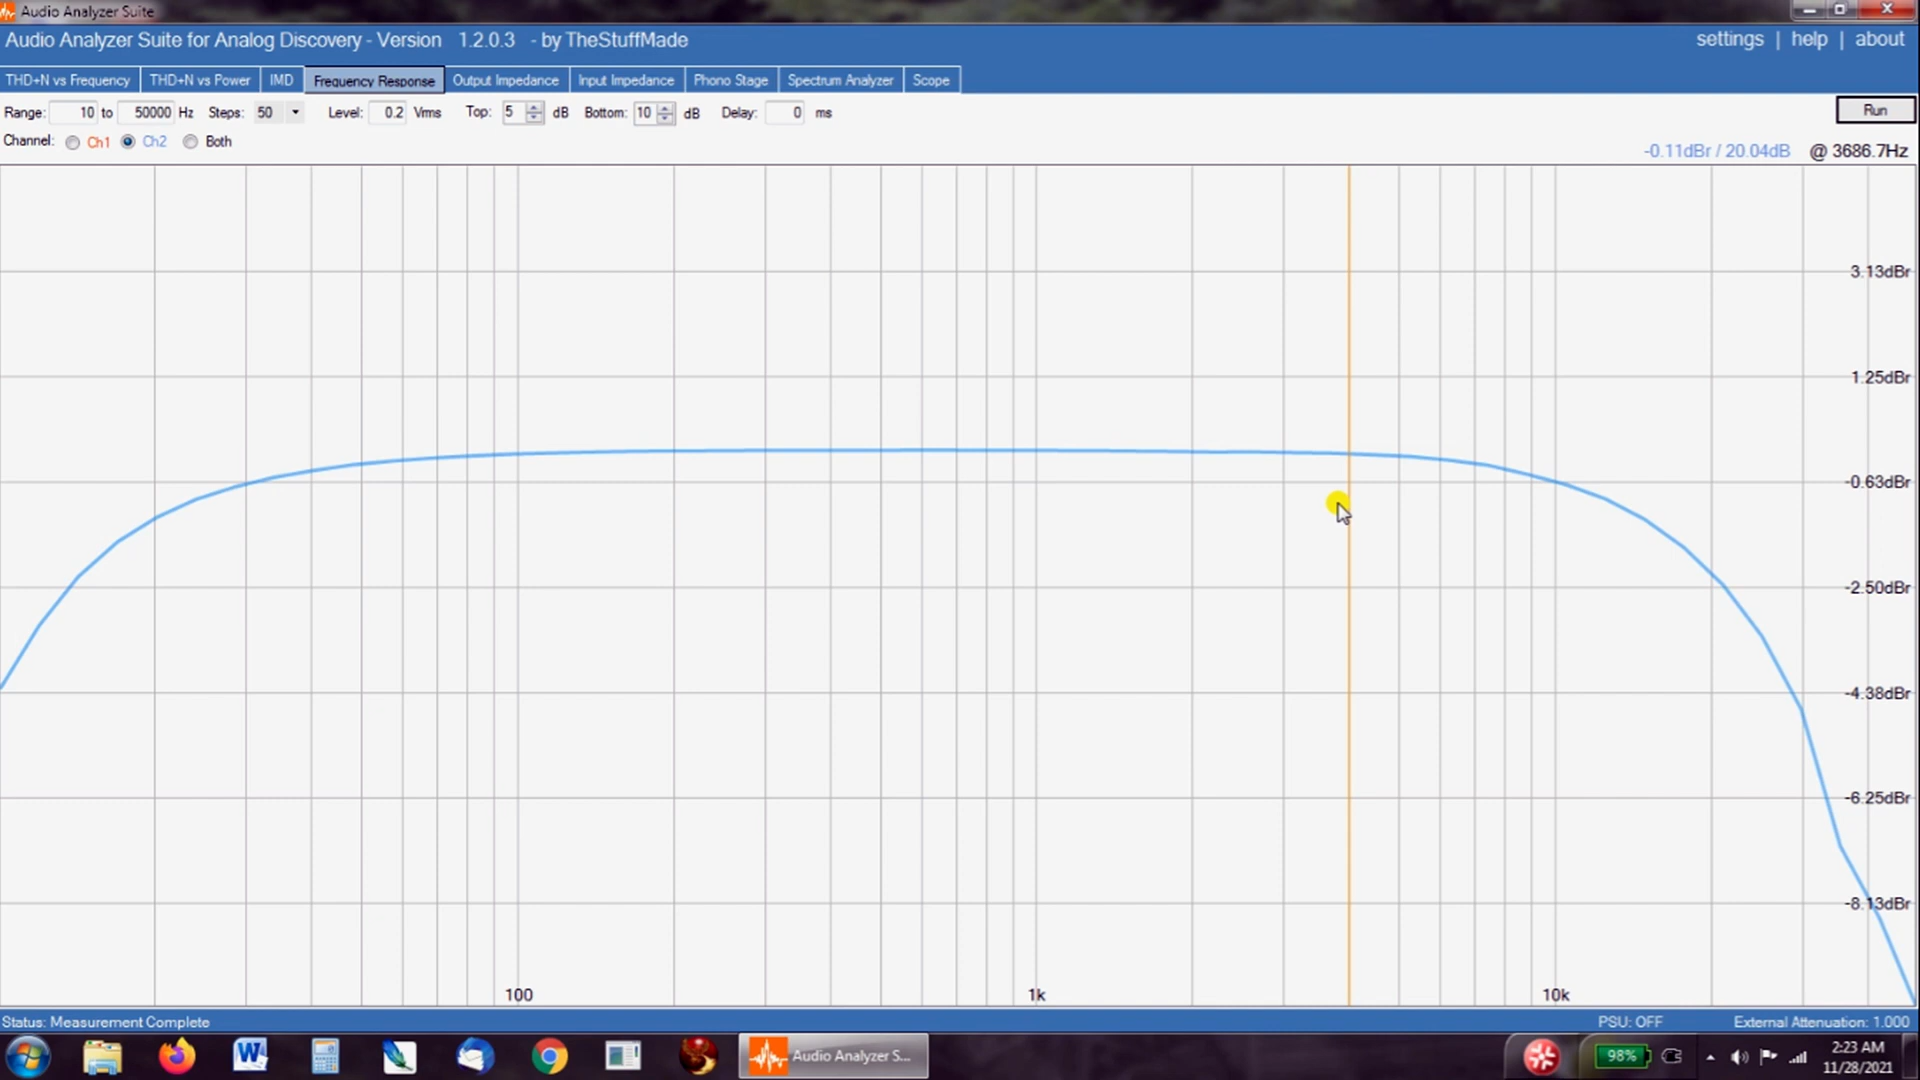 Audio Analyzer Suite
Audio Analyzer Suite for Analog Discovery - Version 1.2.0.3 - by TheStuffMade
settings | help | about
THD+N vs Frequency THD+N vs Power IMD Frequency Response Output Impedance Input Impedance Phono Stage Spectrum Analyzer Scope
Range: 10 to 50000 Hz Steps: 50 Level: 0.2 Vrms Top: 5 dB Bottom: 10 dB Delay: 0 ms
Run
Channel: Ch1 Ch2 Both
-0.11dBr / 20.04dB @ 3686.7Hz
3.13dBr
1.25dBr
-0.63dBr
-2.50dBr
-4.38dBr
-6.25dBr
-8.13dBr
100 1k 10k
Status: Measurement Complete
PSU: OFF External Attenuation: 1.000
Audio Analyzer S...
98%
2:23 AM
11/28/2021